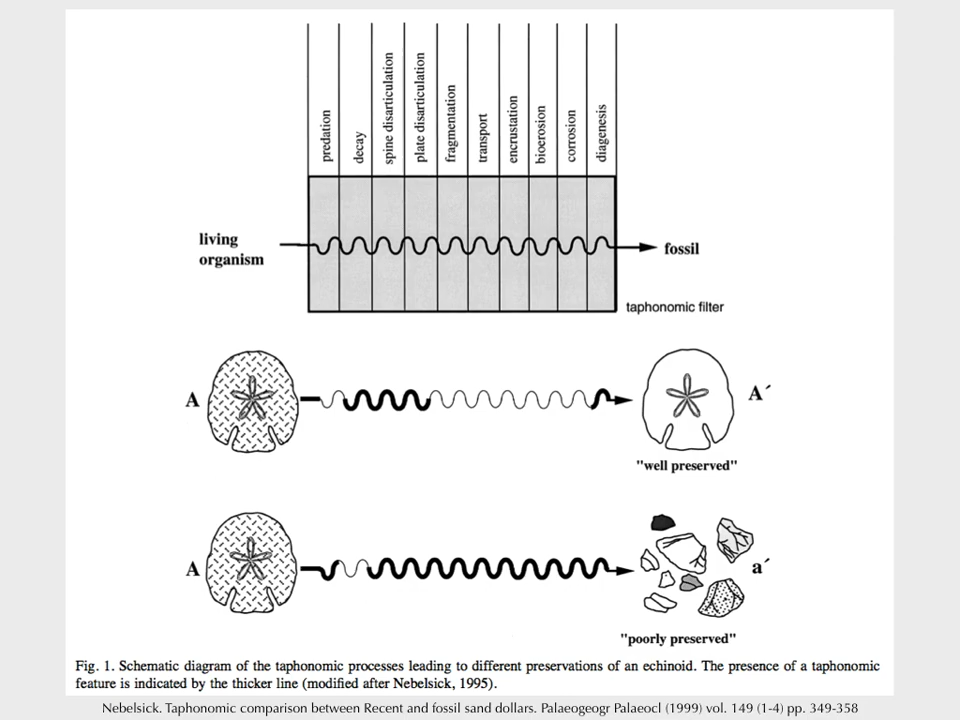 predation
decay
spine disarticulation
plate disarticulation
fragmentation
transport
encrustation
bioerosion
corrosion
diagenesis
living
organism
fossil
taphonomic filter
A
A´
"well preserved"
A
a´
"poorly preserved"
Fig. 1. Schematic diagram of the taphonomic processes leading to different preservations of an echinoid. The presence of a taphonomic
feature is indicated by the thicker line (modified after Nebelsick, 1995).
Nebelsick. Taphonomic comparison between Recent and fossil sand dollars. Palaeogeogr Palaeocl (1999) vol. 149 (1-4) pp. 349-358